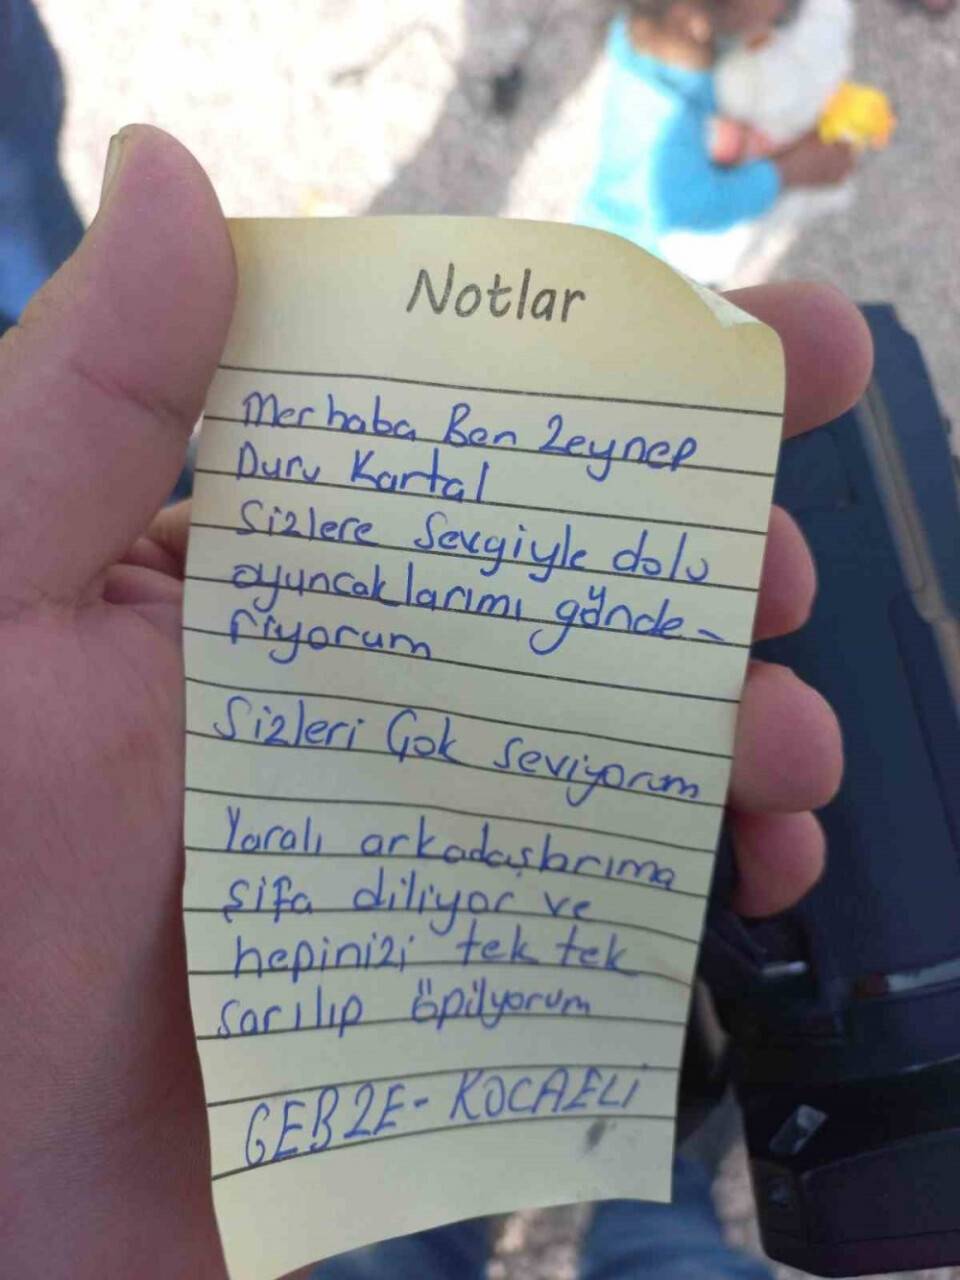 Notlar
Merhaba Ben Zeynep
Duru Kartal
Sizlere Sevgiyle dolu
oyuncaklarımı gönde-
riyorum
Sizleri Çok seviyorum
Yaralı arkadaşlarıma
şifa diliyor ve
hepinizi tek tek
sarılıp öpüyorum
GEBZE-KOCAELİ